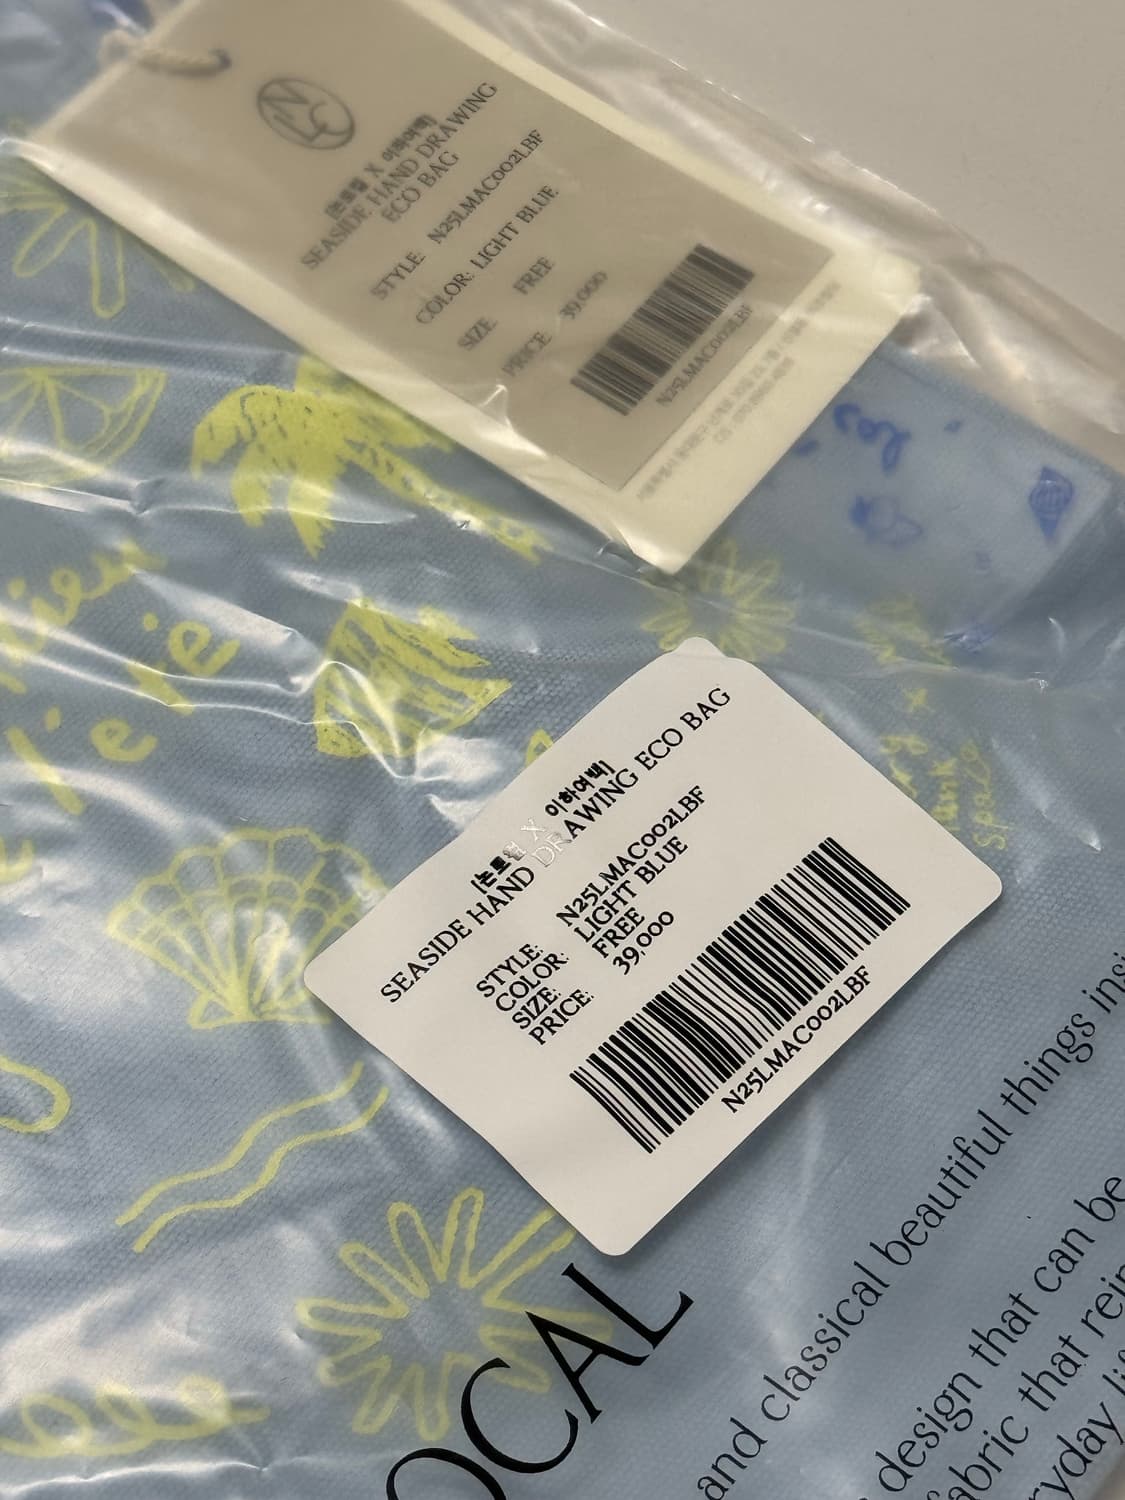 [논로컬 X 이하여백]
SEASIDE HAND DRAWING
ECO BAG
STYLE: N25LMAC002LBF
COLOR: LIGHT BLUE
SIZE FREE
PRICE 39,000
N25LMAC002LBF
[논로컬 X 이하여백]
SEASIDE HAND DRAWING ECO BAG
STYLE: N25LMAC002LBF
COLOR: LIGHT BLUE
SIZE: FREE
PRICE: 39,000
N25LMAC002LBF
space
OCAL
and classical beautiful things insi
design that can be
fabric that rein